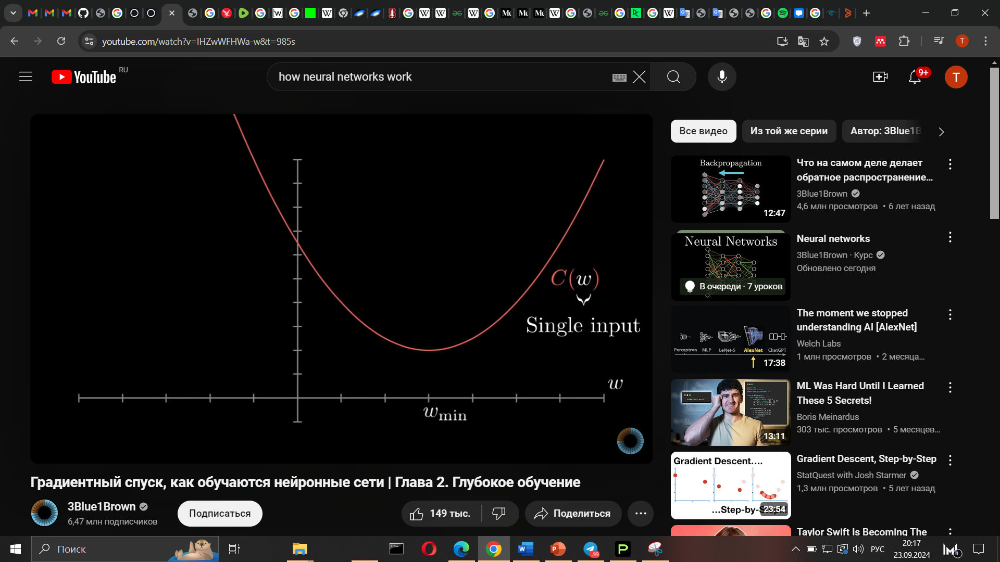 youtube.com/watch?v=IHZwWFHWa-w&t=985s
T
YouTube
RU
how neural networks work
9+
T
C(w)
Single input
w
w_min
Все видео
Из той же серии
Автор: 3Blue1B
Backpropagation
12:47
Что на самом деле делает
обратное распространение...
3Blue1Brown
4,6 млн просмотров • 6 лет назад
Neural Networks
В очереди · 7 уроков
Neural networks
3Blue1Brown · Курс
Обновлено сегодня
Perceptron MLP LeNet-5 AlexNet ChatGPT
17:38
The moment we stopped
understanding AI [AlexNet]
Welch Labs
1 млн просмотров • 2 месяца...
13:11
ML Was Hard Until I Learned
These 5 Secrets!
Boris Meinardus
303 тыс. просмотров • 5 месяцев...
Gradient Descent....
...Step-by-Step!!!
23:54
Gradient Descent, Step-by-Step
StatQuest with Josh Starmer
1,3 млн просмотров • 5 лет назад
Taylor Swift Is Becoming The
Градиентный спуск, как обучаются нейронные сети | Глава 2. Глубокое обучение
3Blue1Brown
6,47 млн подписчиков
Подписаться
149 тыс.
Поделиться
Поиск
..99
РУС
20:17
23.09.2024
1